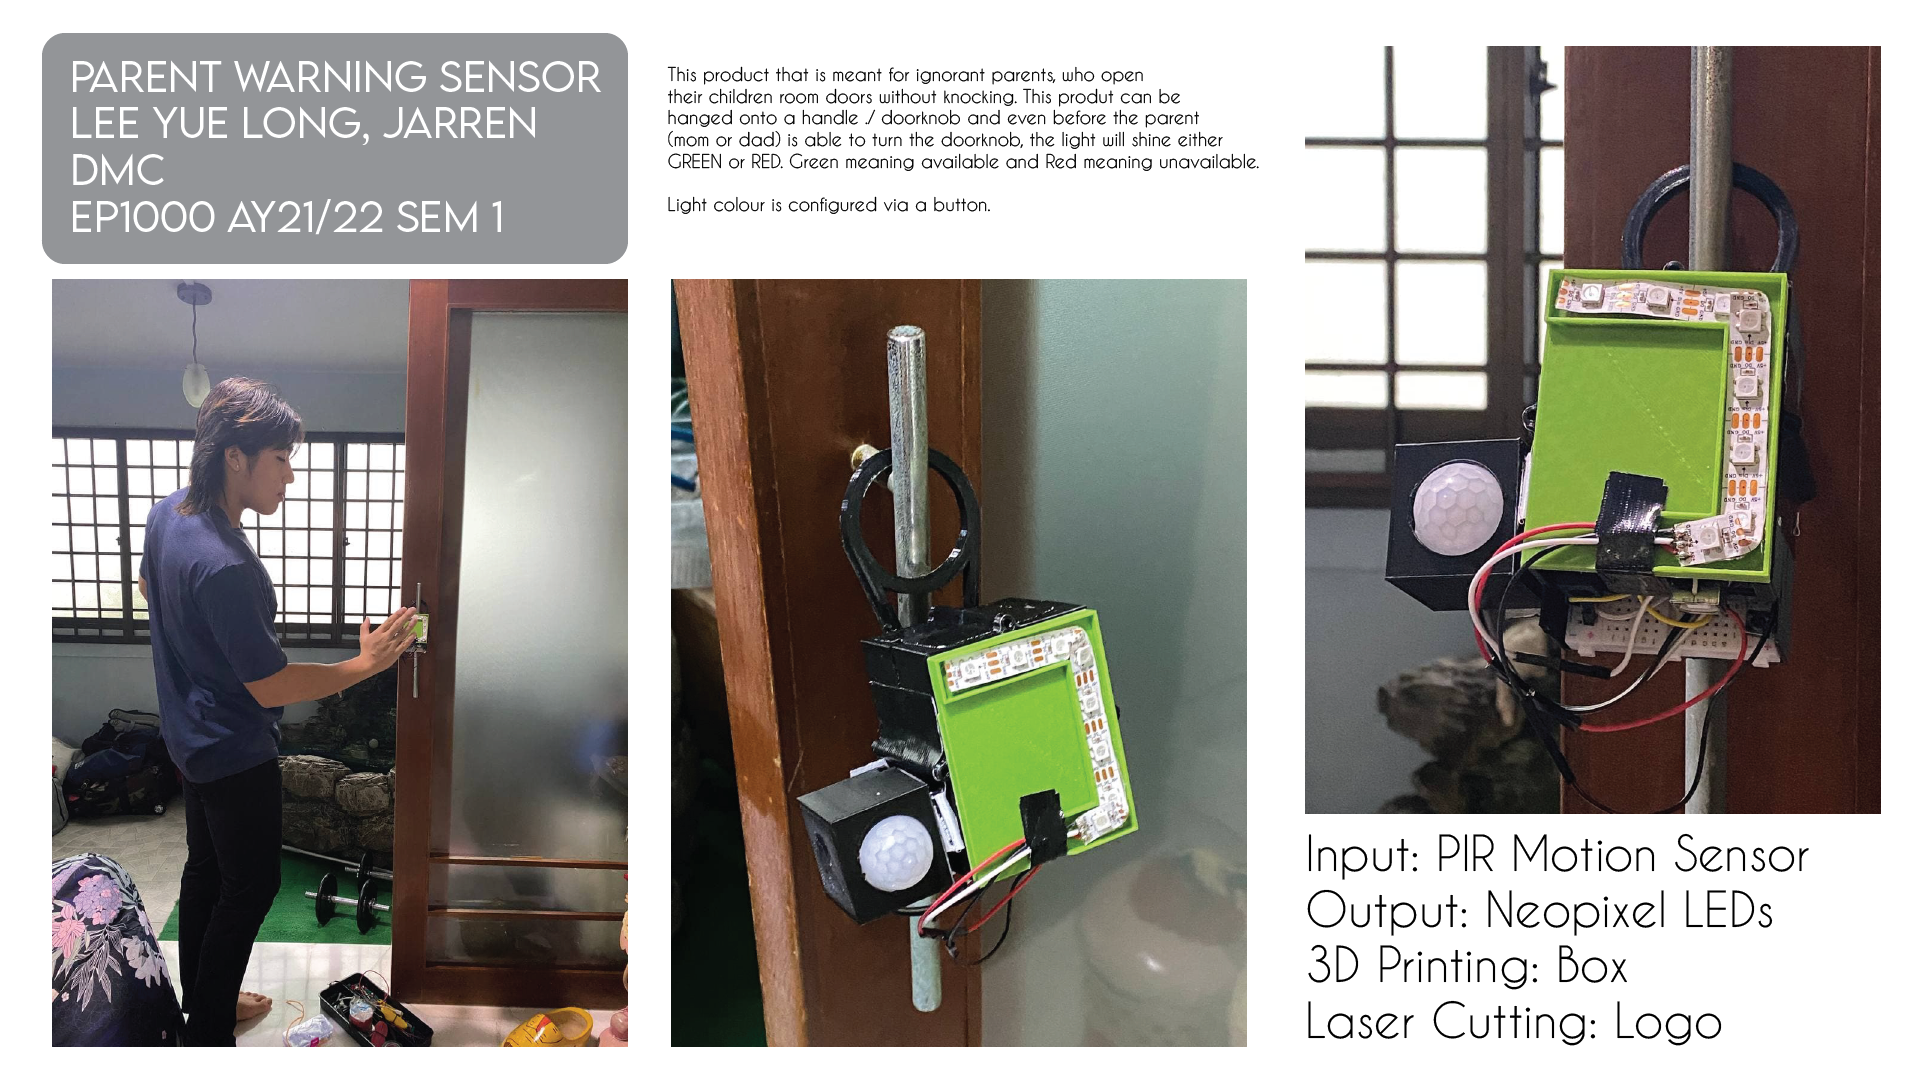 PARENT WARNING SENSOR
LEE YUE LONG, JARREN
DMC
EP1000 AY21/22 SEM 1
This product that is meant for ignorant parents, who open
their children room doors without knocking. This produt can be
hanged onto a handle ./ doorknob and even before the parent
(mom or dad) is able to turn the doorknob, the light will shine either
GREEN or RED. Green meaning available and Red meaning unavailable.
Light colour is configured via a button.
Input: PIR Motion Sensor
Output: Neopixel LEDs
3D Printing: Box
Laser Cutting: Logo